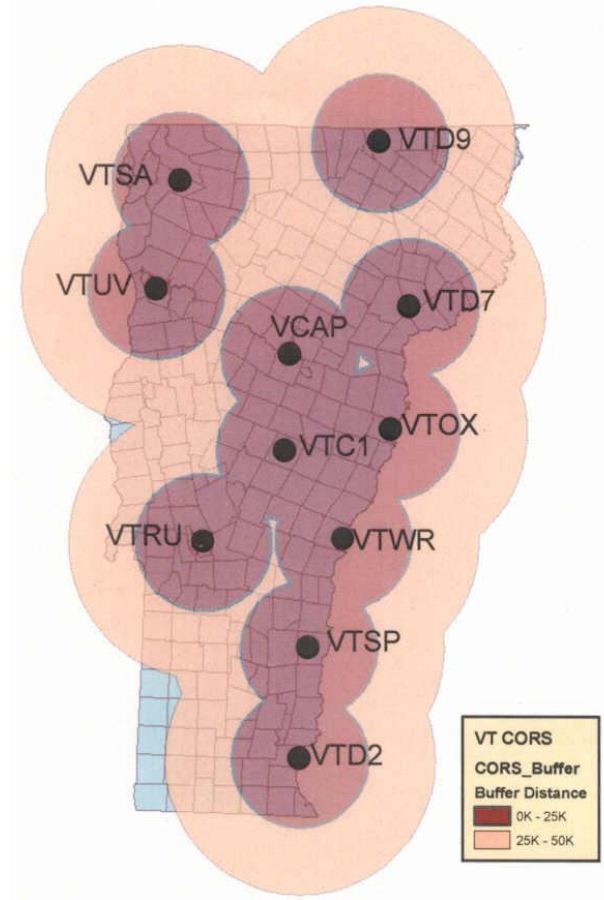 VTD9
VTSA
VTUV
VTD7
VCAP
VTOX
VTC1
VTRU
VTWR
VTSP
VTD2
VT CORS
CORS_Buffer
Buffer Distance
0K - 25K
25K - 50K